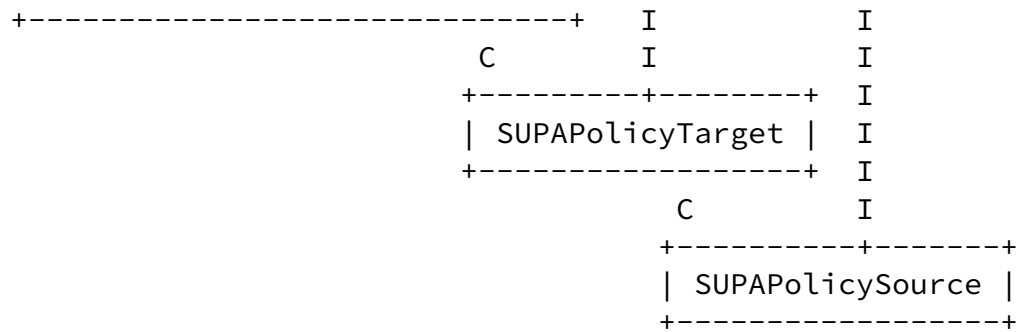 +------------------------------+   I           I
                          C        I           I
                         +---------+--------+  I
                         | SUPAPolicyTarget |  I
                         +------------------+  I
                                     C         I
                                    +----------+-------+
                                    | SUPAPolicySource |
                                    +------------------+